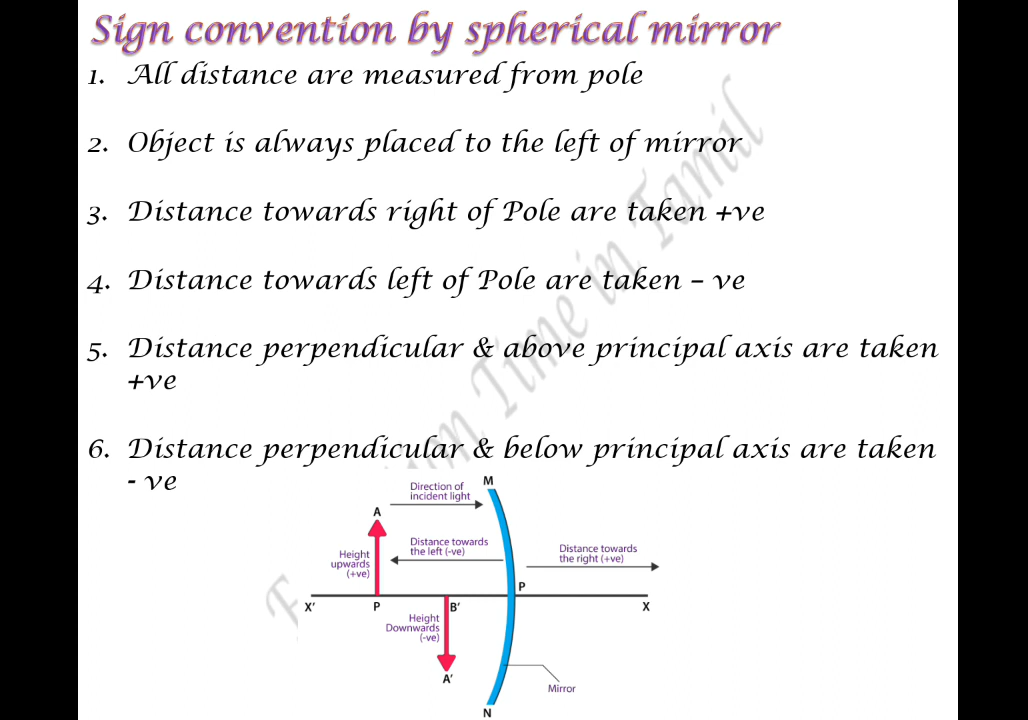 Sign convention by spherical mirror
1. All distance are measured from pole
2. Object is always placed to the left of mirror
3. Distance towards right of Pole are taken +ve
4. Distance towards left of Pole are taken – ve
5. Distance perpendicular & above principal axis are taken
+ve
6. Distance perpendicular & below principal axis are taken
- ve
Direction of
incident light
M
A
Distance towards
the left (-ve)
Distance towards
the right (+ve)
Height
upwards
(+ve)
P
X'
P
B'
X
Height
Downwards
(-ve)
A'
Mirror
N
Time in Tamil